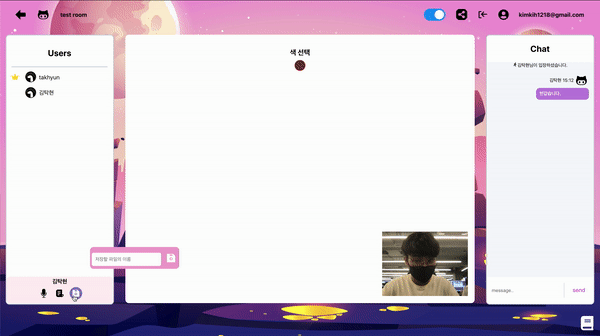 test room
kimkih1218@gmail.com
Users
takhyun
김탁현
색 선택
Chat
김탁현님이 입장하셨습니다.
김탁현 15:12
반갑습니다.
저장할 파일의 이름
김탁현
message..
send